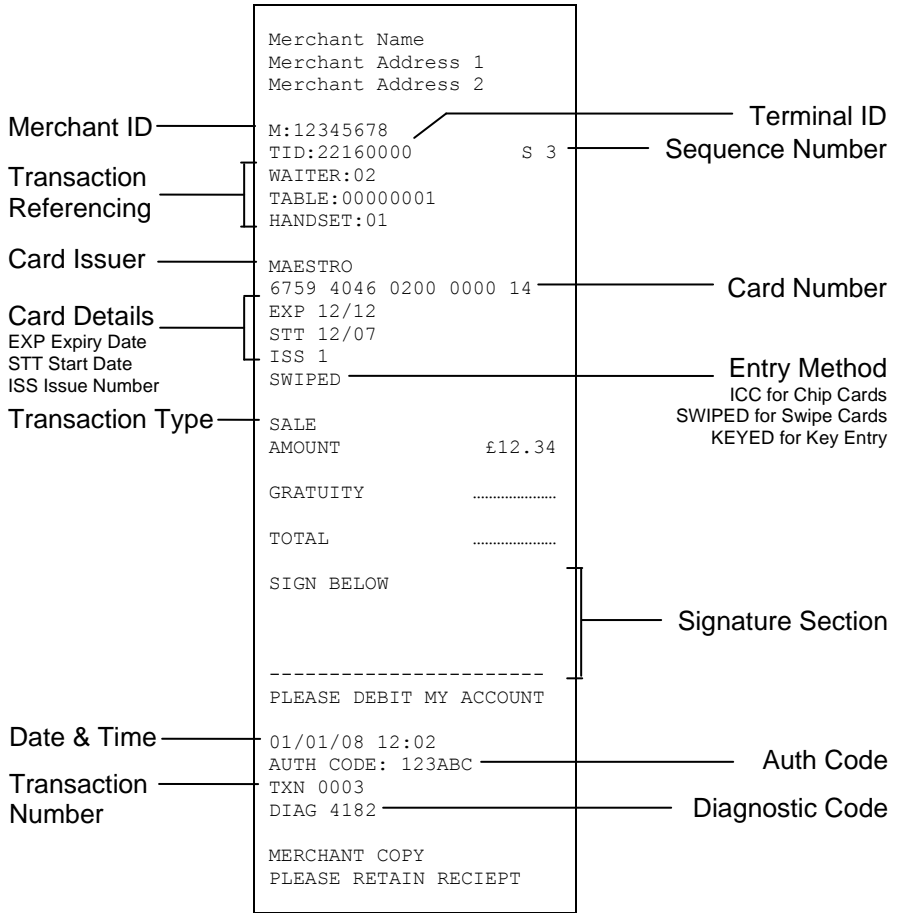 Merchant Name
Merchant Address 1
Merchant Address 2
Merchant ID
M:12345678
Terminal ID
TID:22160000 S 3
Sequence Number
Transaction
Referencing
WAITER:02
TABLE:00000001
HANDSET:01
Card Issuer
MAESTRO
6759 4046 0200 0000 14
Card Number
Card Details
EXP Expiry Date
STT Start Date
ISS Issue Number
EXP 12/12
STT 12/07
ISS 1
SWIPED
Entry Method
ICC for Chip Cards
SWIPED for Swipe Cards
KEYED for Key Entry
Transaction Type
SALE
AMOUNT £12.34
GRATUITY .....................
TOTAL .....................
SIGN BELOW
Signature Section
-----------------------
PLEASE DEBIT MY ACCOUNT
Date & Time
01/01/08 12:02
AUTH CODE: 123ABC
Auth Code
Transaction
Number
TXN 0003
DIAG 4182
Diagnostic Code
MERCHANT COPY
PLEASE RETAIN RECIEPT